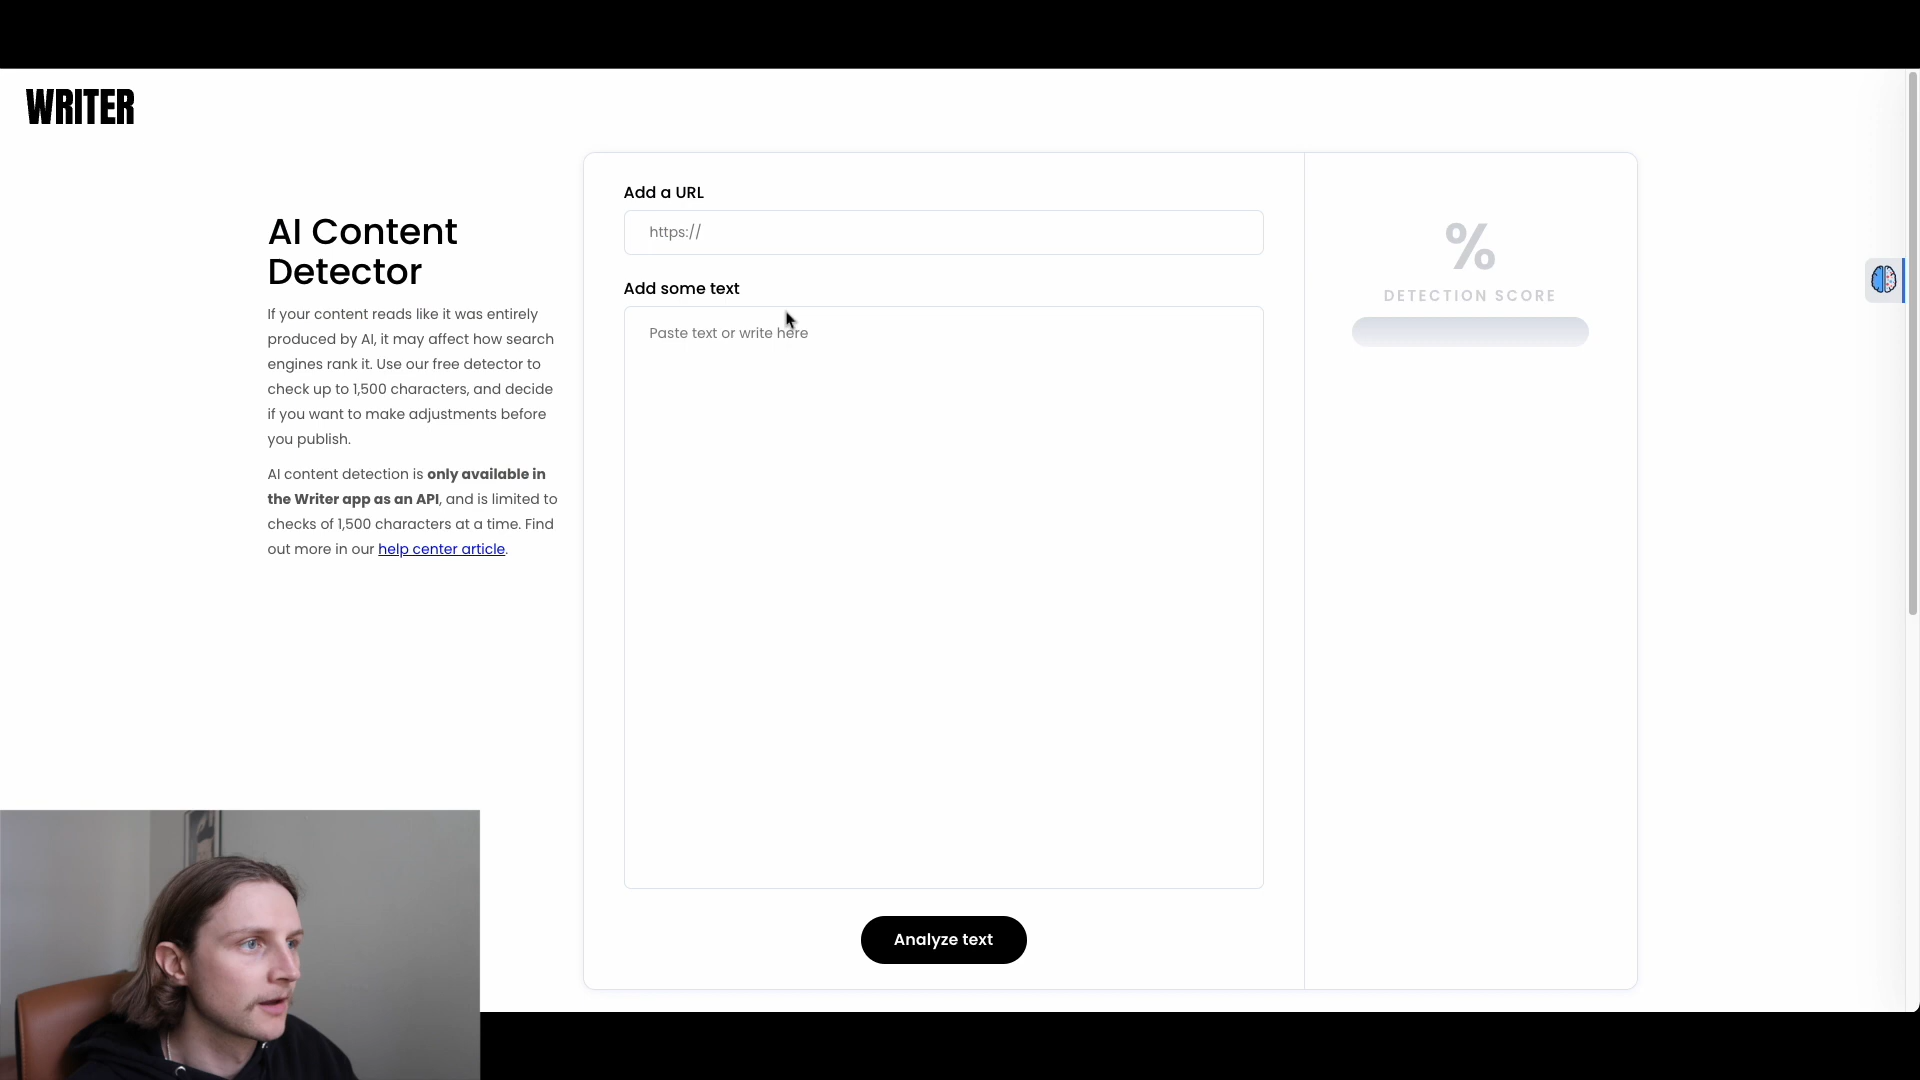 WRITER
AI Content
Detector
If your content reads like it was entirely
produced by AI, it may affect how search
engines rank it. Use our free detector to
check up to 1,500 characters, and decide
if you want to make adjustments before
you publish.
AI content detection is only available in
the Writer app as an API, and is limited to
checks of 1,500 characters at a time. Find
out more in our help center article.
Add a URL
https://
Add some text
Paste text or write here
Analyze text
%
DETECTION SCORE